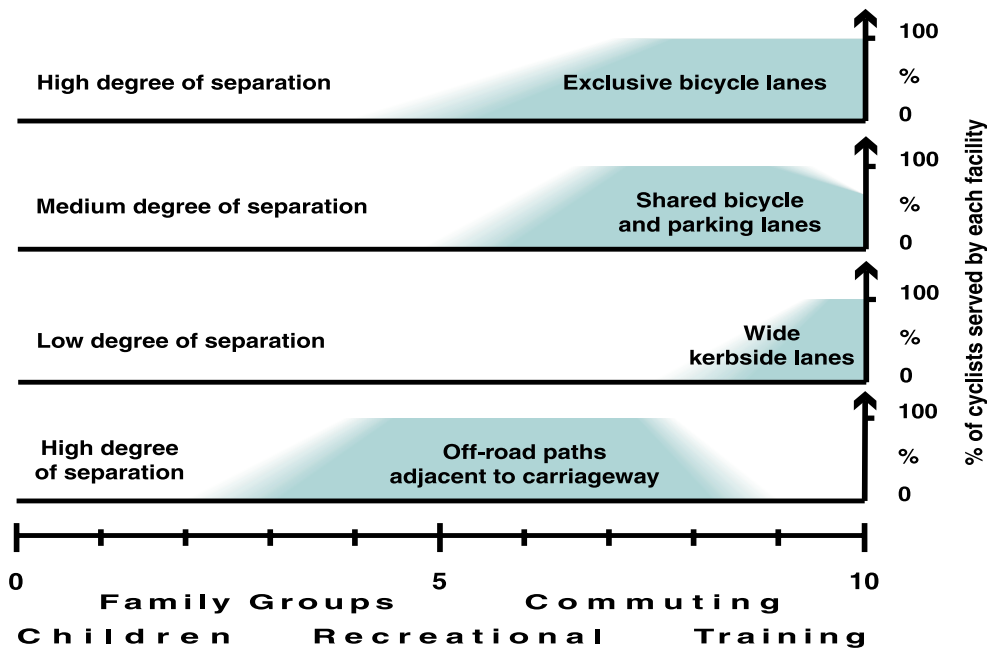 100
High degree of separation
Exclusive bicycle lanes
%
0
100
Medium degree of separation
Shared bicycle
and parking lanes
%
0
100
Low degree of separation
Wide
kerbside lanes
%
0
100
High degree
of separation
Off-road paths
adjacent to carriageway
%
0
% of cyclists served by each facility
0 5 10
Family Groups Commuting
Children Recreational Training